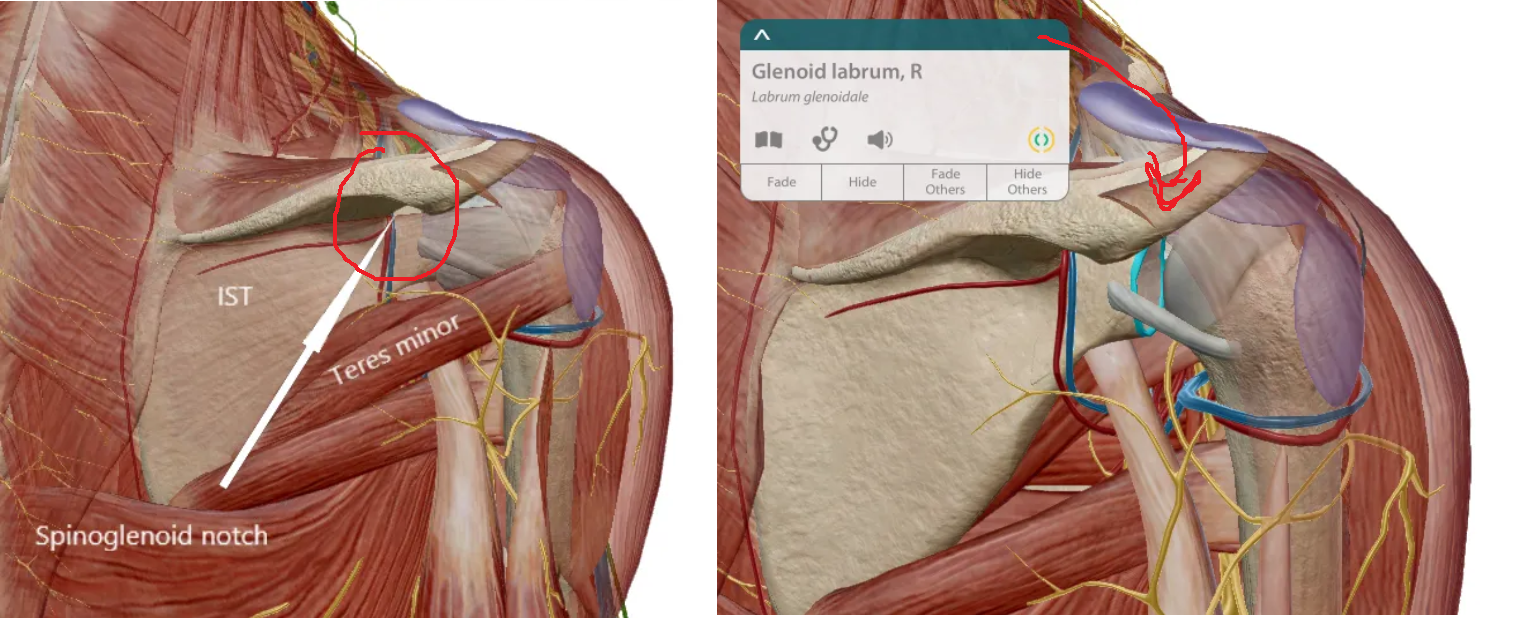 IST
Teres minor
Spinoglenoid notch
Glenoid labrum, R
Labrum glenoidale
Fade
Hide
Fade
Others
Hide
Others